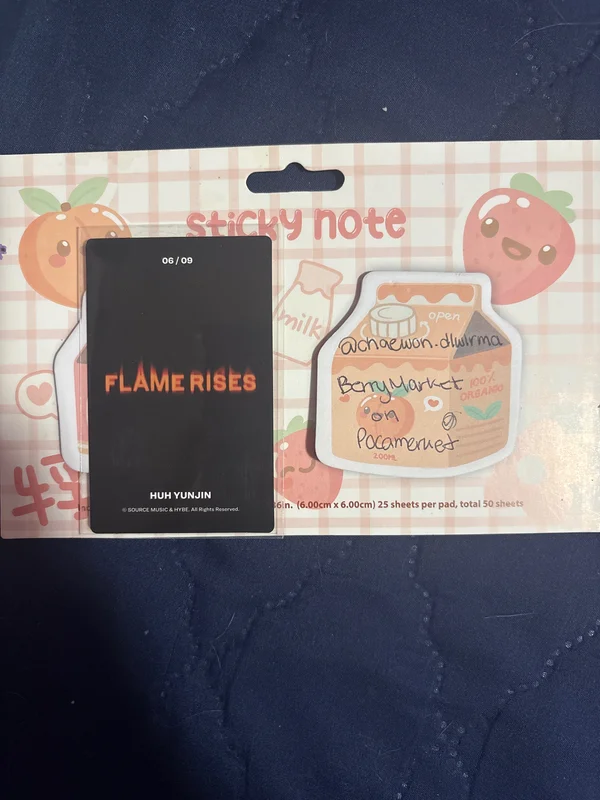 sticky note
06 / 09
FLAME RISES
HUH YUNJIN
© SOURCE MUSIC & HYBE. All Rights Reserved.
milk
open
@chaewon.dlwlrma
BerryMarket
on
Pocamarket
100%
ORGANIC
200ML
(6.00cm x 6.00cm) 25 sheets per pad, total 50 sheets